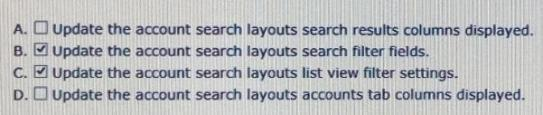 A. ☐ Update the account search layouts search results columns displayed.
B. ☑ Update the account search layouts search filter fields.
C. ☑ Update the account search layouts list view filter settings.
D. ☐ Update the account search layouts accounts tab columns displayed.